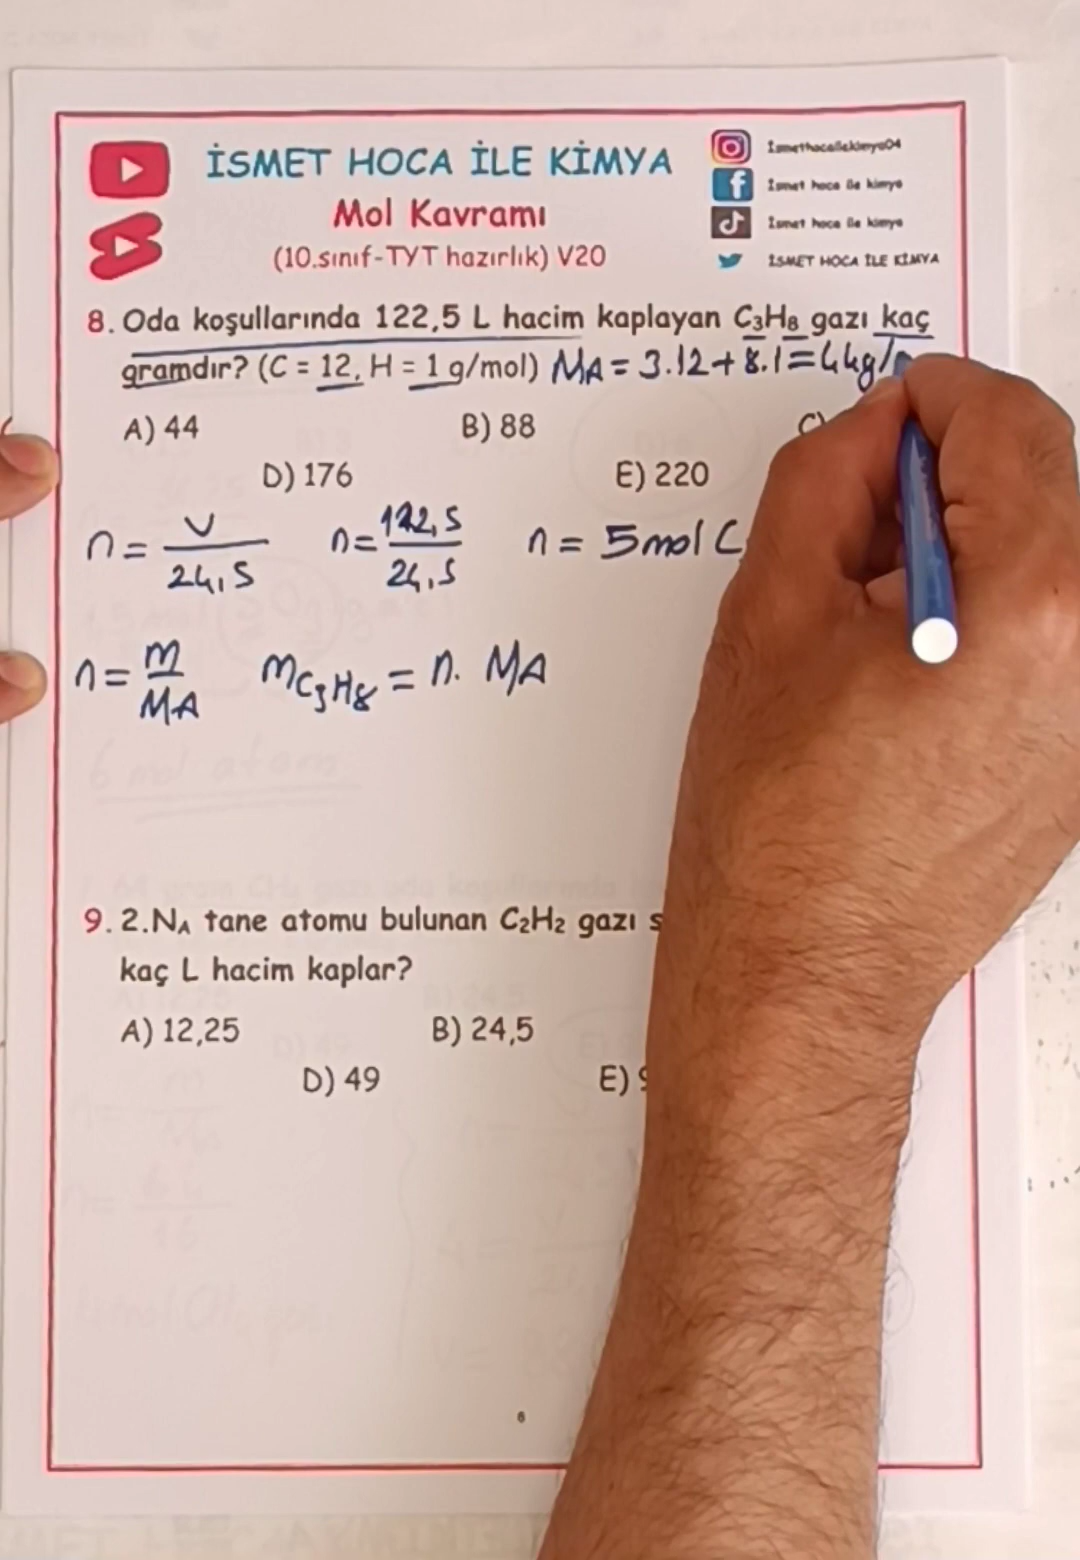 İSMET HOCA İLE KİMYA
Mol Kavramı
(10.sınıf-TYT hazırlık) V20
İsmethocailekimya04
İsmet hoca ile kimya
İsmet hoca ile kimya
İSMET HOCA İLE KİMYA
8. Oda koşullarında 122,5 L hacim kaplayan C₃H₈ gazı kaç
gramdır? (C = 12, H = 1 g/mol) MA = 3.12 + 8.1 = 44g/
A) 44 B) 88 C)
D) 176 E) 220
n = V / 24,5 n = 122,5 / 24,5 n = 5 mol C
n = m / MA mC₃H₈ = n. MA
9. 2.NA tane atomu bulunan C₂H₂ gazı
kaç L hacim kaplar?
A) 12,25 B) 24,5
D) 49 E)
6